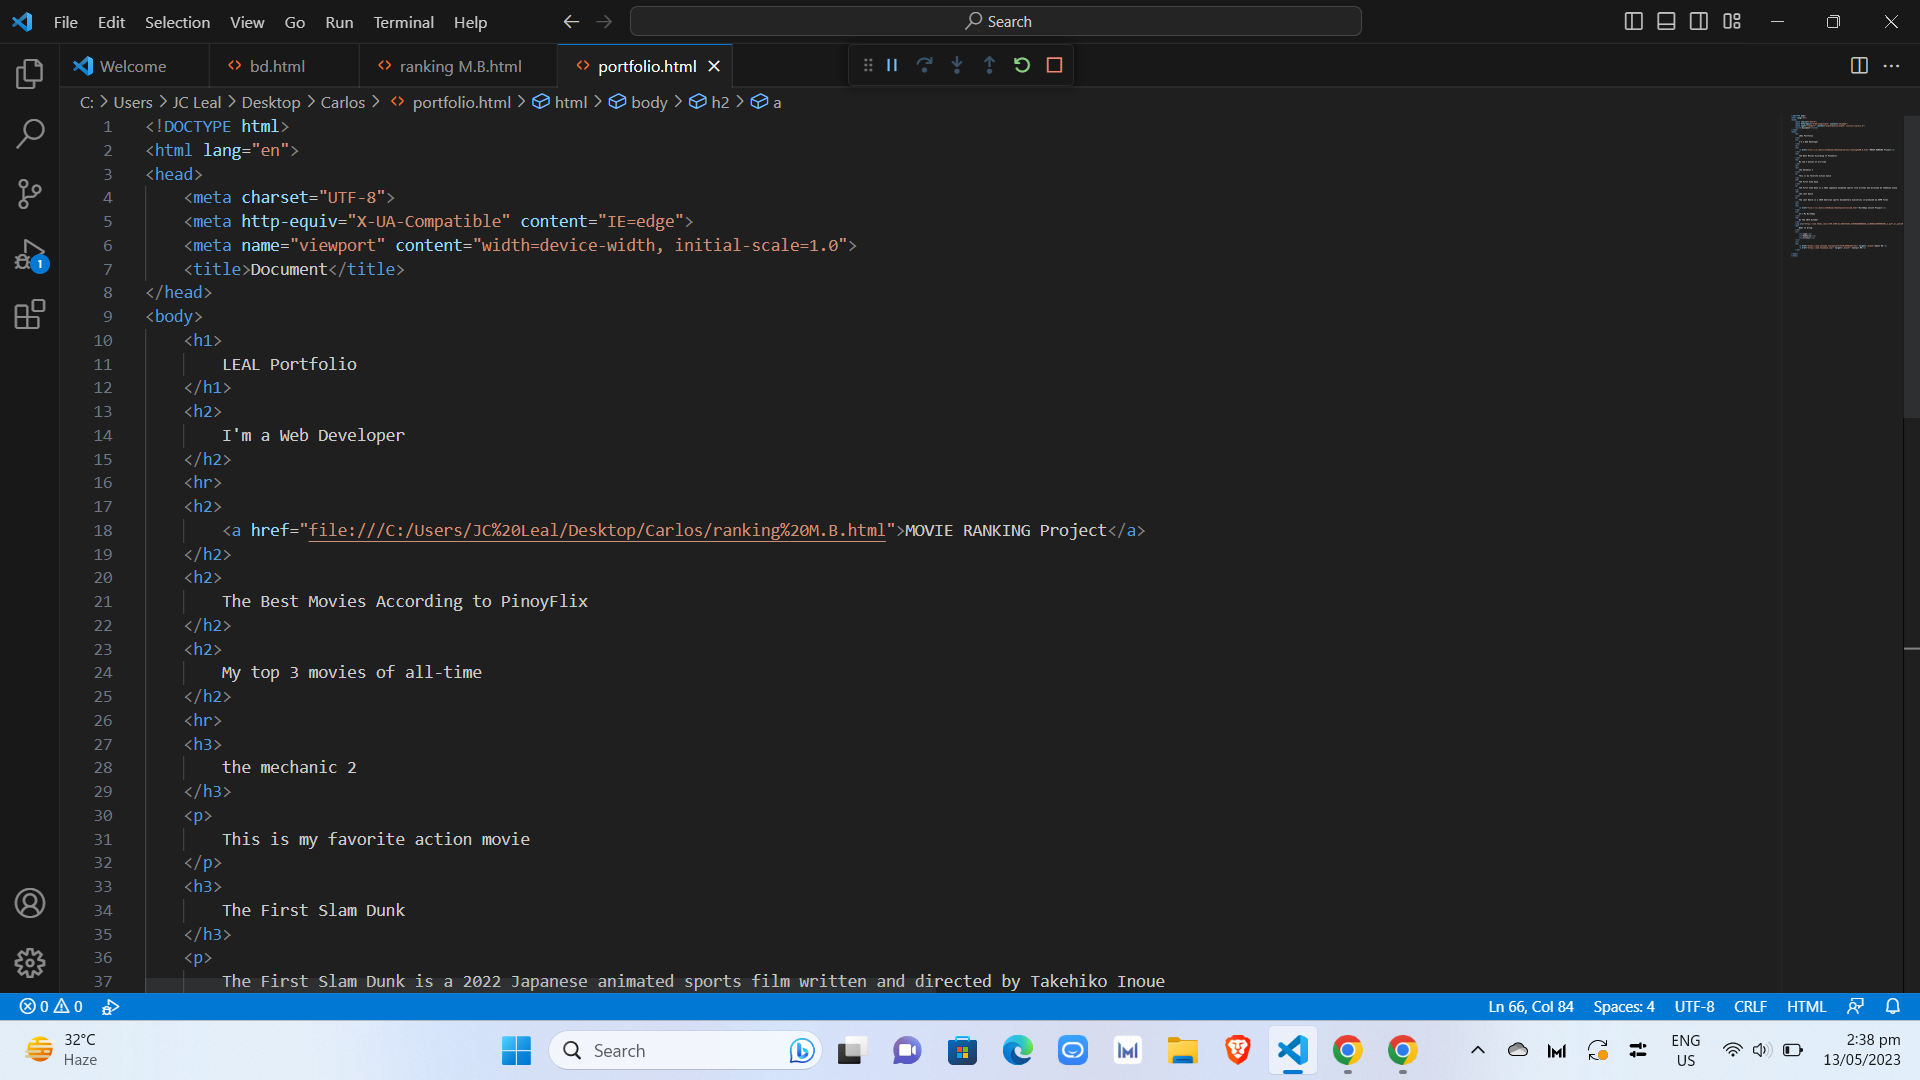 File Edit Selection View Go Run Terminal Help
Search
Welcome
bd.html
ranking M.B.html
portfolio.html
C: > Users > JC Leal > Desktop > Carlos > portfolio.html > html > body > h2 > a
1 <!DOCTYPE html>
2 <html lang="en">
3 <head>
4 <meta charset="UTF-8">
5 <meta http-equiv="X-UA-Compatible" content="IE=edge">
6 <meta name="viewport" content="width=device-width, initial-scale=1.0">
7 <title>Document</title>
8 </head>
9 <body>
10 <h1>
11 LEAL Portfolio
12 </h1>
13 <h2>
14 I'm a Web Developer
15 </h2>
16 <hr>
17 <h2>
18 <a href="file:///C:/Users/JC%20Leal/Desktop/Carlos/ranking%20M.B.html">MOVIE RANKING Project</a>
19 </h2>
20 <h2>
21 The Best Movies According to PinoyFlix
22 </h2>
23 <h2>
24 My top 3 movies of all-time
25 </h2>
26 <hr>
27 <h3>
28 the mechanic 2
29 </h3>
30 <p>
31 This is my favorite action movie
32 </p>
33 <h3>
34 The First Slam Dunk
35 </h3>
36 <p>
37 The First Slam Dunk is a 2022 Japanese animated sports film written and directed by Takehiko Inoue
1
0 0
Ln 66, Col 84 Spaces: 4 UTF-8 CRLF HTML
32°C
Haze
Search
ENG
US
2:38 pm
13/05/2023